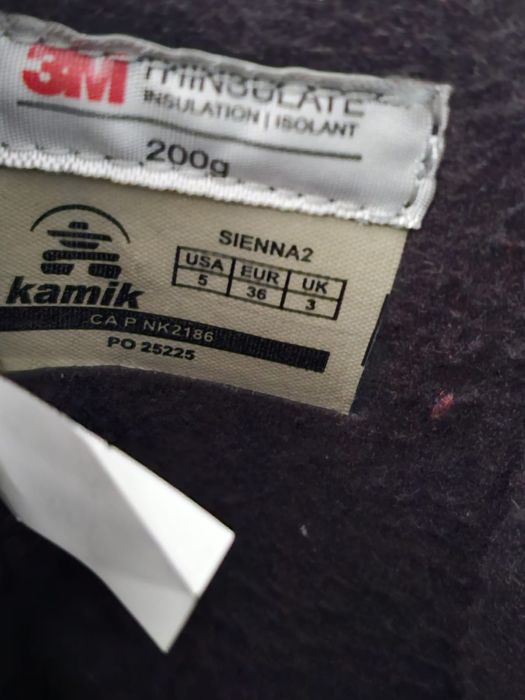 3M THINSULATE
INSULATION | ISOLANT
200g
SIENNA2
USA EUR UK
5 36 3
kamik
CA P NK2186
PO 25225